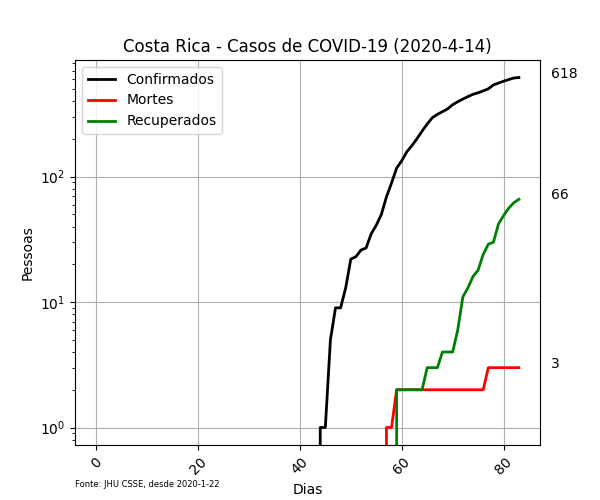 Costa Rica - Casos de COVID-19 (2020-4-14)
Confirmados
Mortes
Recuperados
618
66
3
10²
10¹
10⁰
Pessoas
0 20 40 60 80
Dias
Fonte: JHU CSSE, desde 2020-1-22